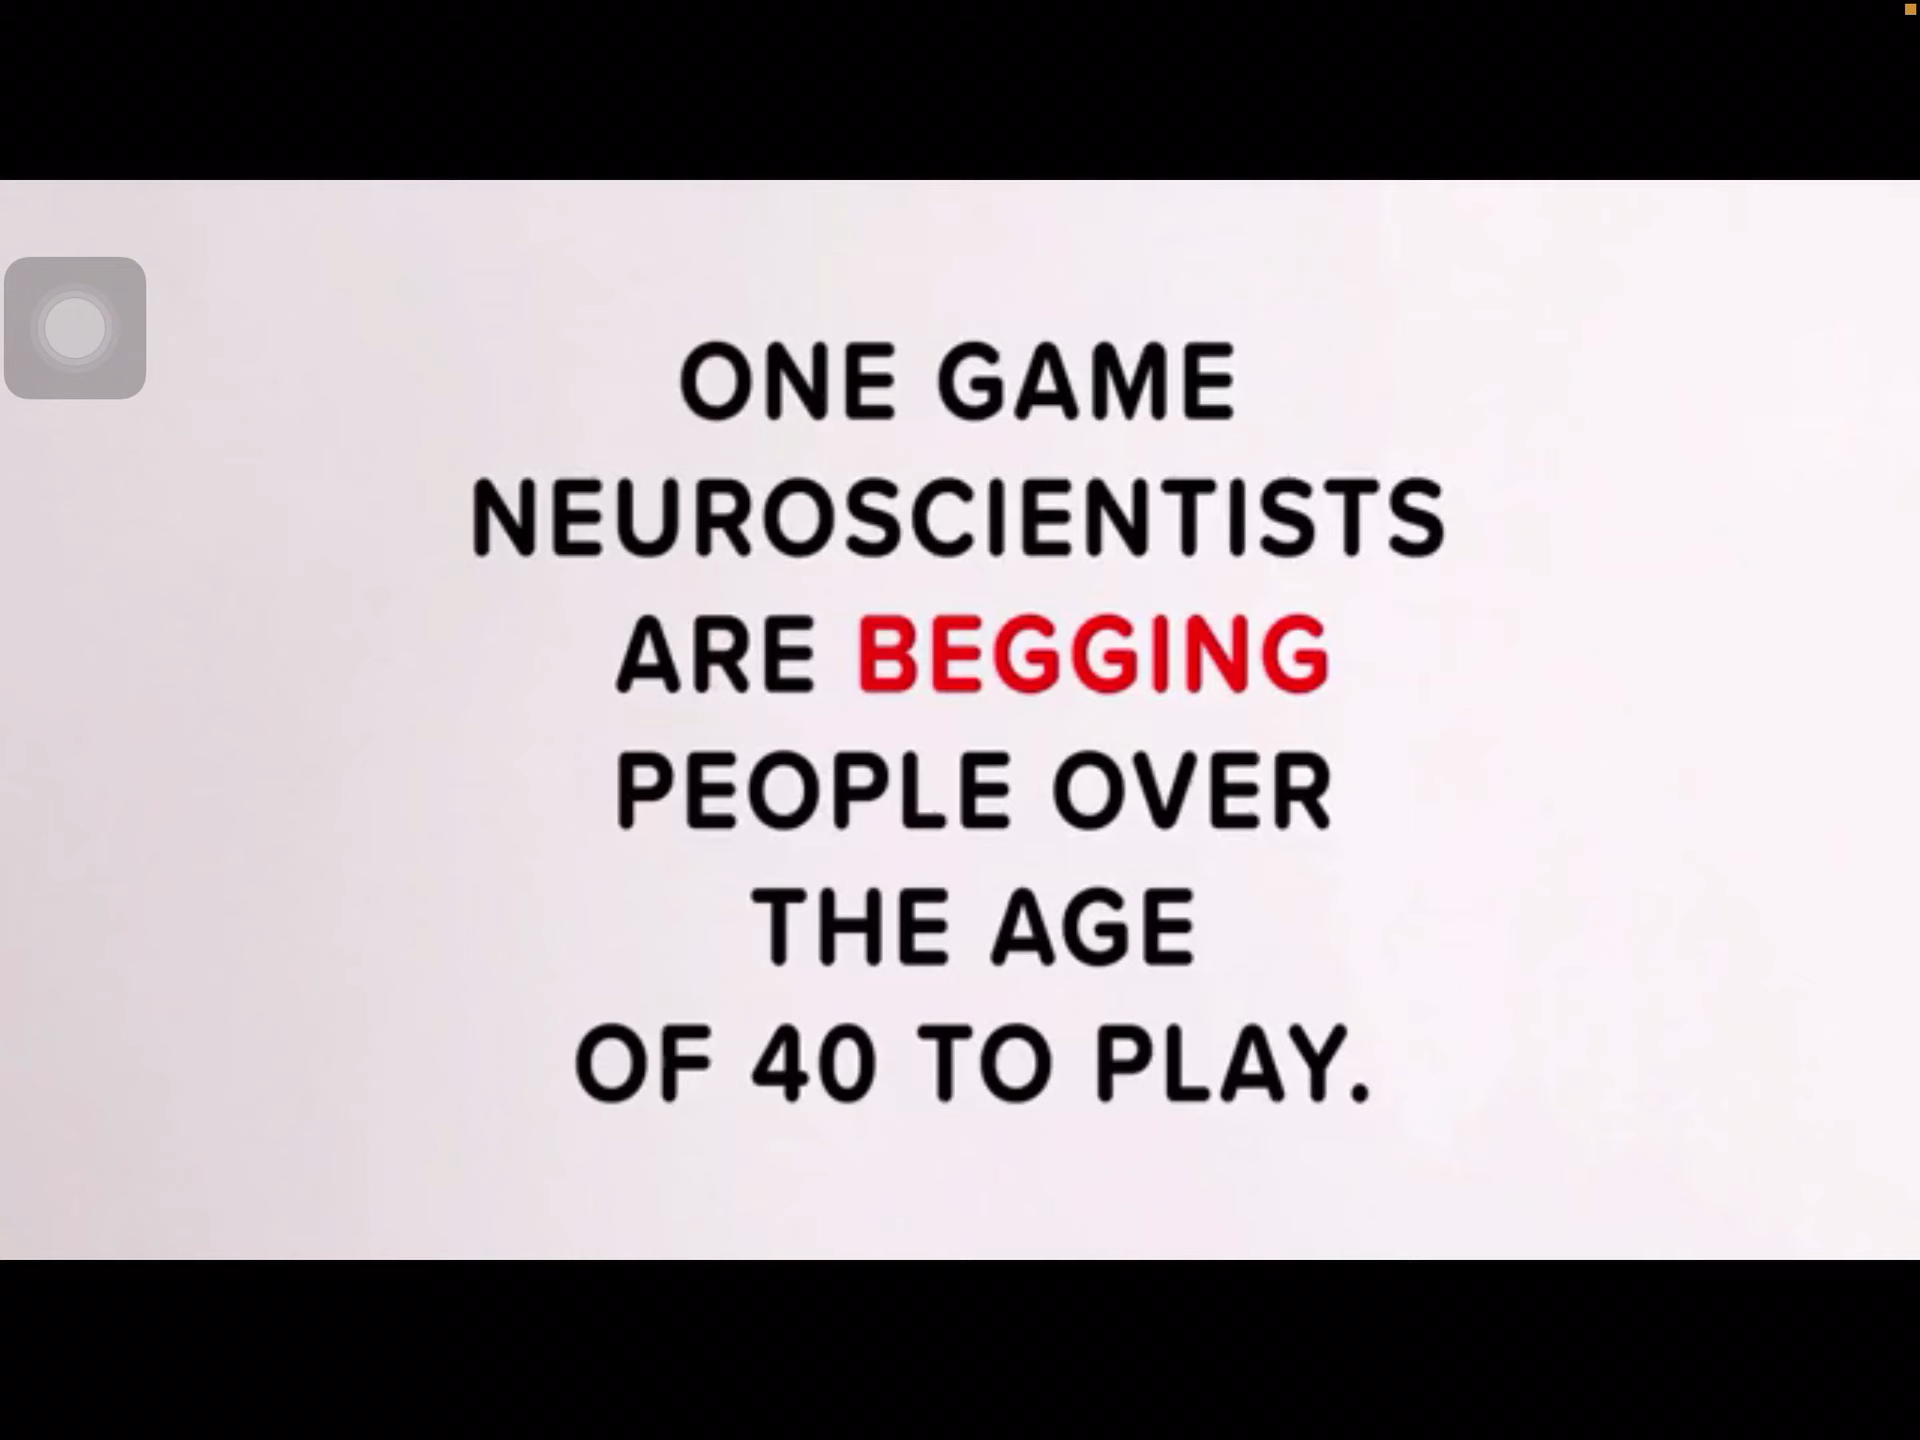 ONE GAME
NEUROSCIENTISTS
ARE BEGGING
PEOPLE OVER
THE AGE
OF 40 TO PLAY.